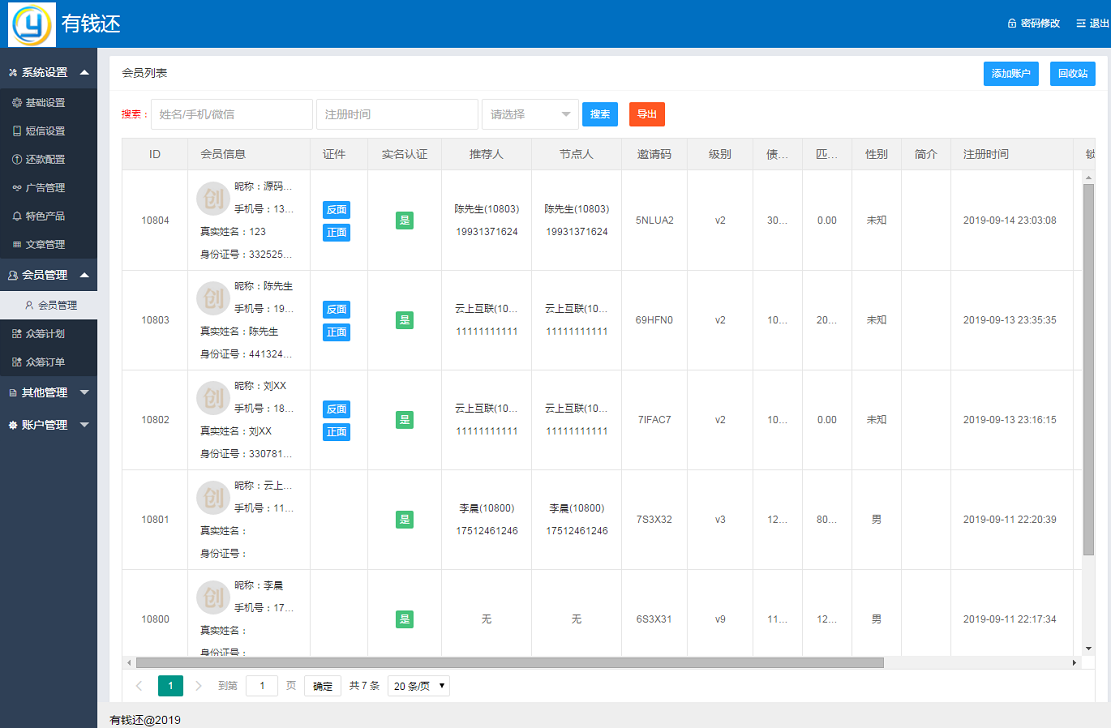 有钱还
密码修改 退出
系统设置
基础设置
短信设置
还款配置
广告管理
特色产品
文章管理
会员管理
会员管理
众筹计划
众筹订单
其他管理
账户管理
会员列表
添加账户 回收站
搜索： 姓名/手机/微信 注册时间 请选择 搜索 导出
ID 会员信息 证件 实名认证 推荐人 节点人 邀请码 级别 债... 匹... 性别 简介 注册时间
创 昵称：源码...
手机号：13...
真实姓名：123
身份证号：332525...
10804 反面 正面 是 陈先生(10803) 19931371624 陈先生(10803) 19931371624 5NLUA2 v2 30... 0.00 未知 2019-09-14 23:03:08
创 昵称：陈先生
手机号：19...
真实姓名：陈先生
身份证号：441324...
10803 反面 正面 是 云上互联(10... 11111111111 云上互联(10... 11111111111 69HFN0 v2 10... 20... 未知 2019-09-13 23:35:35
创 昵称：刘XX
手机号：18...
真实姓名：刘XX
身份证号：330781...
10802 反面 正面 是 云上互联(10... 11111111111 云上互联(10... 11111111111 7IFAC7 v2 10... 0.00 未知 2019-09-13 23:16:15
创 昵称：云上...
手机号：11...
真实姓名：
身份证号：
10801 是 李晨(10800) 17512461246 李晨(10800) 17512461246 7S3X32 v3 12... 80... 男 2019-09-11 22:20:39
创 昵称：李晨
手机号：17...
真实姓名：
身份证号：
10800 是 无 无 6S3X31 v9 11... 12... 男 2019-09-11 22:17:34
1 到第 1 页 确定 共 7 条 20 条/页
有钱还@2019